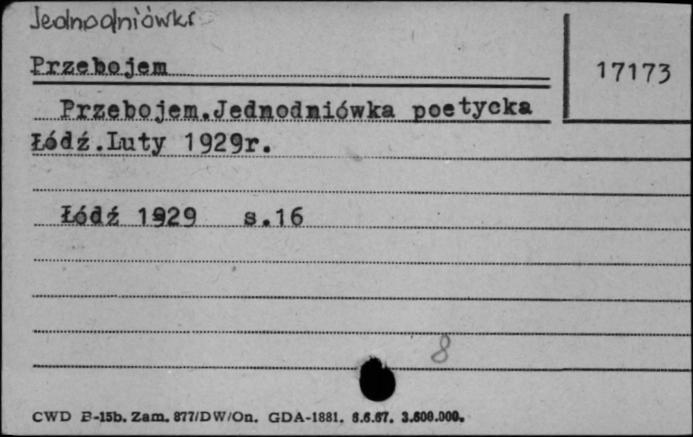 Jednodniówki
Przebojem
17173
Przebojem.Jednodniówka poetycka
Łódź.Luty 1929r.
Łódź 1929 s.16
8
CWD B-15b. Zam. 877/DW/On. GDA-1881. 6.6.67. 3.600.000.